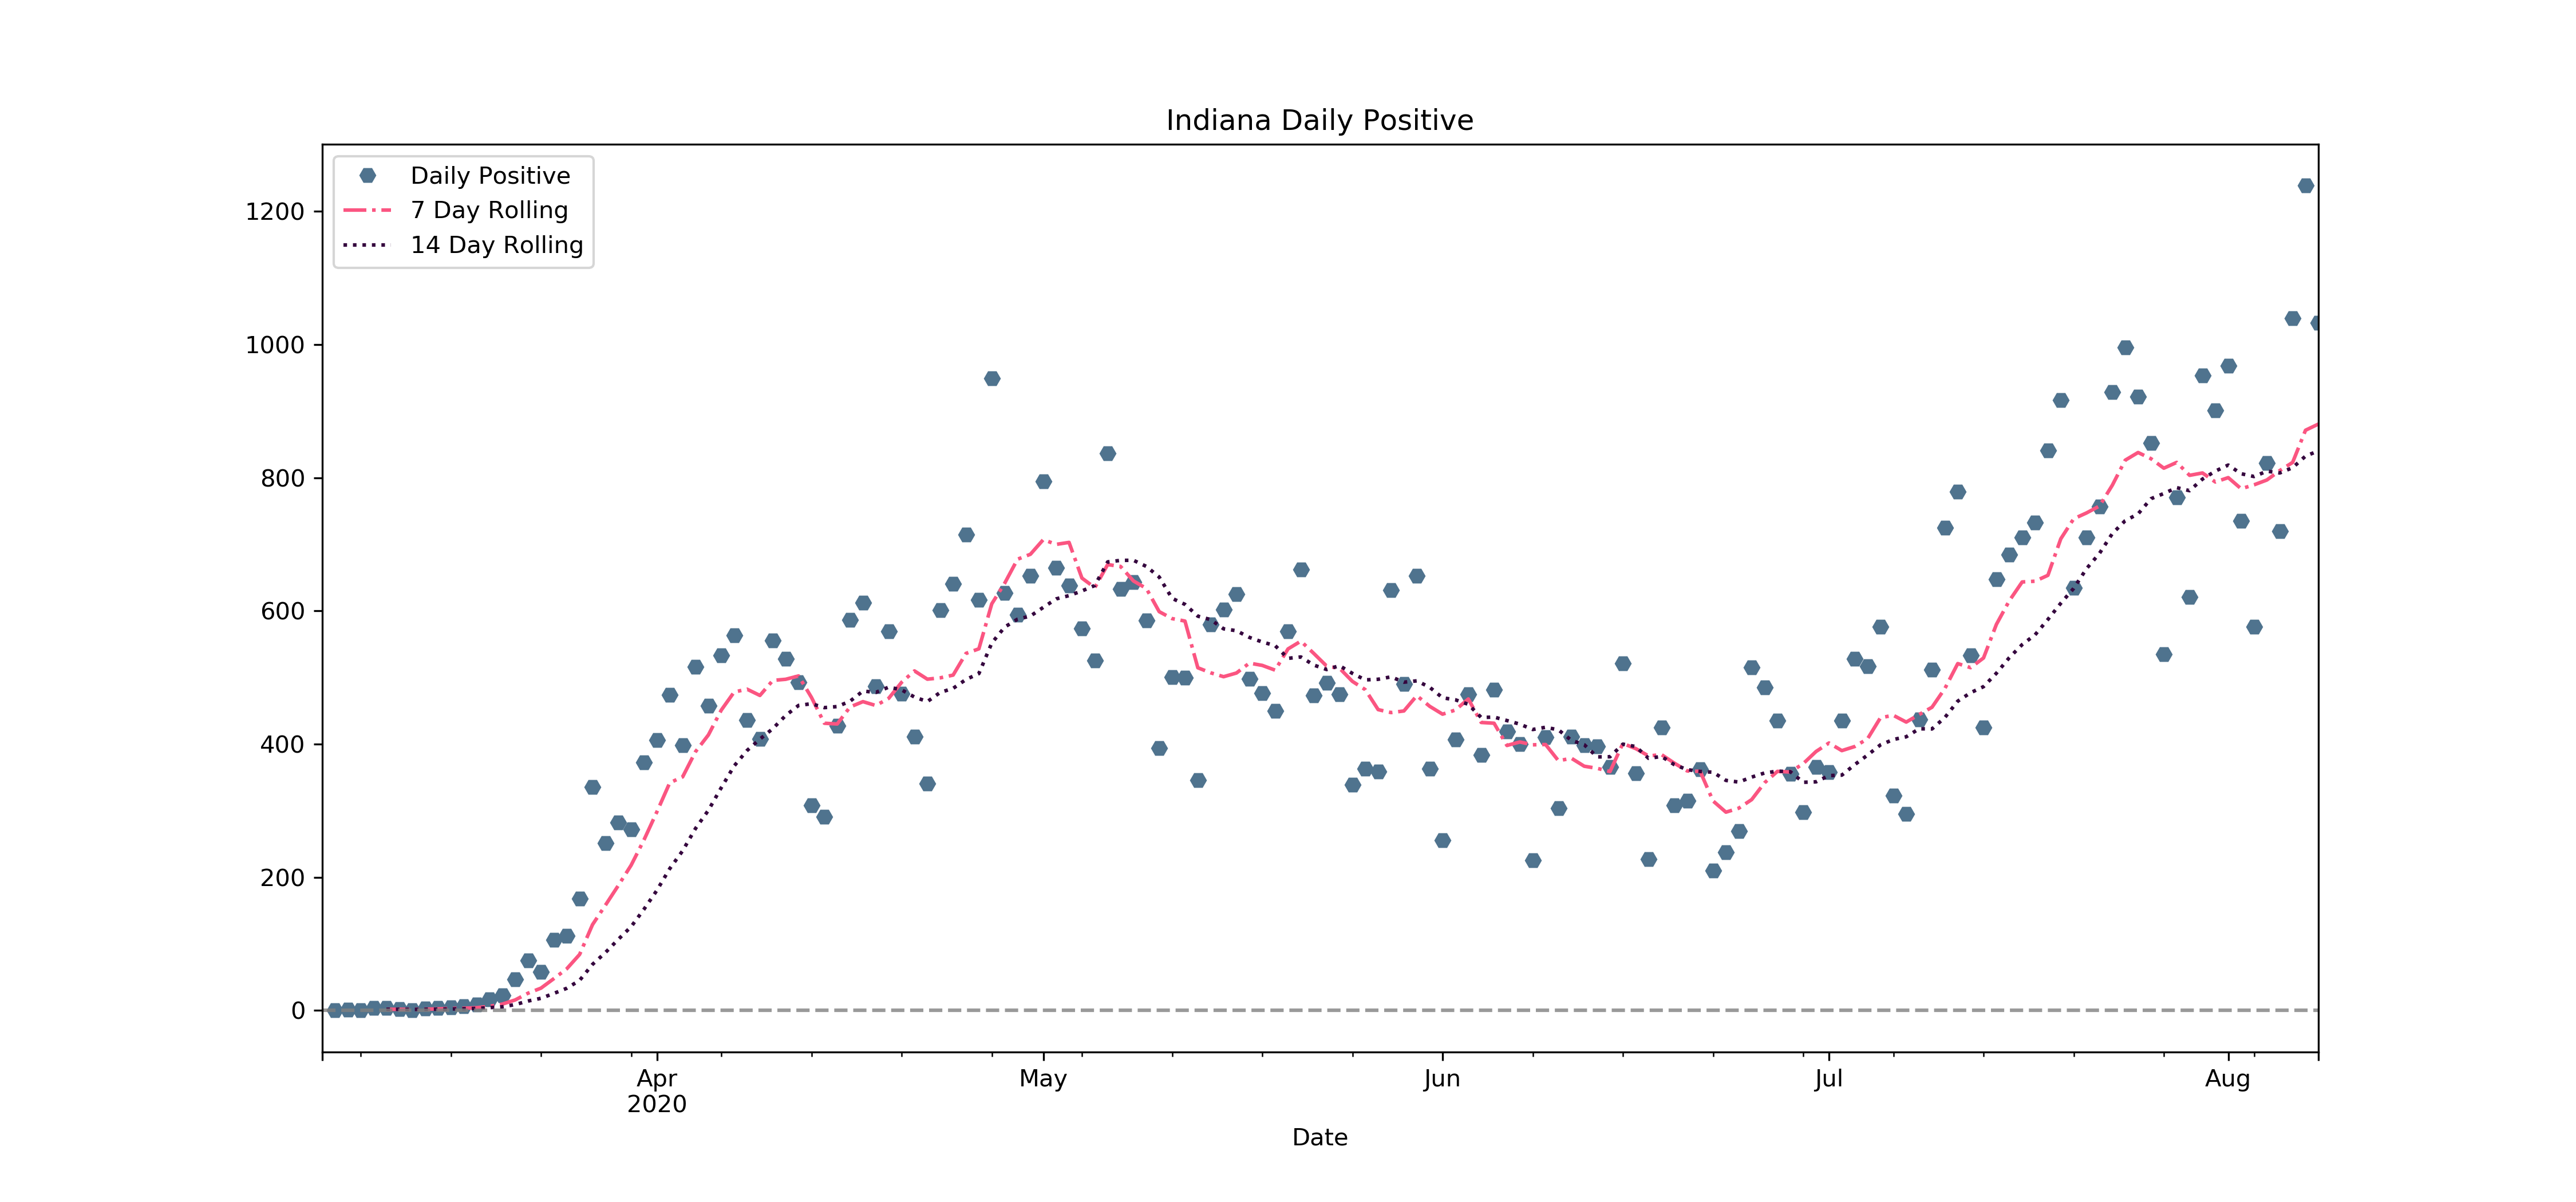 Indiana Daily Positive
Daily Positive
7 Day Rolling
14 Day Rolling
1200
1000
800
600
400
200
0
Apr
2020
May
Jun
Jul
Aug
Date